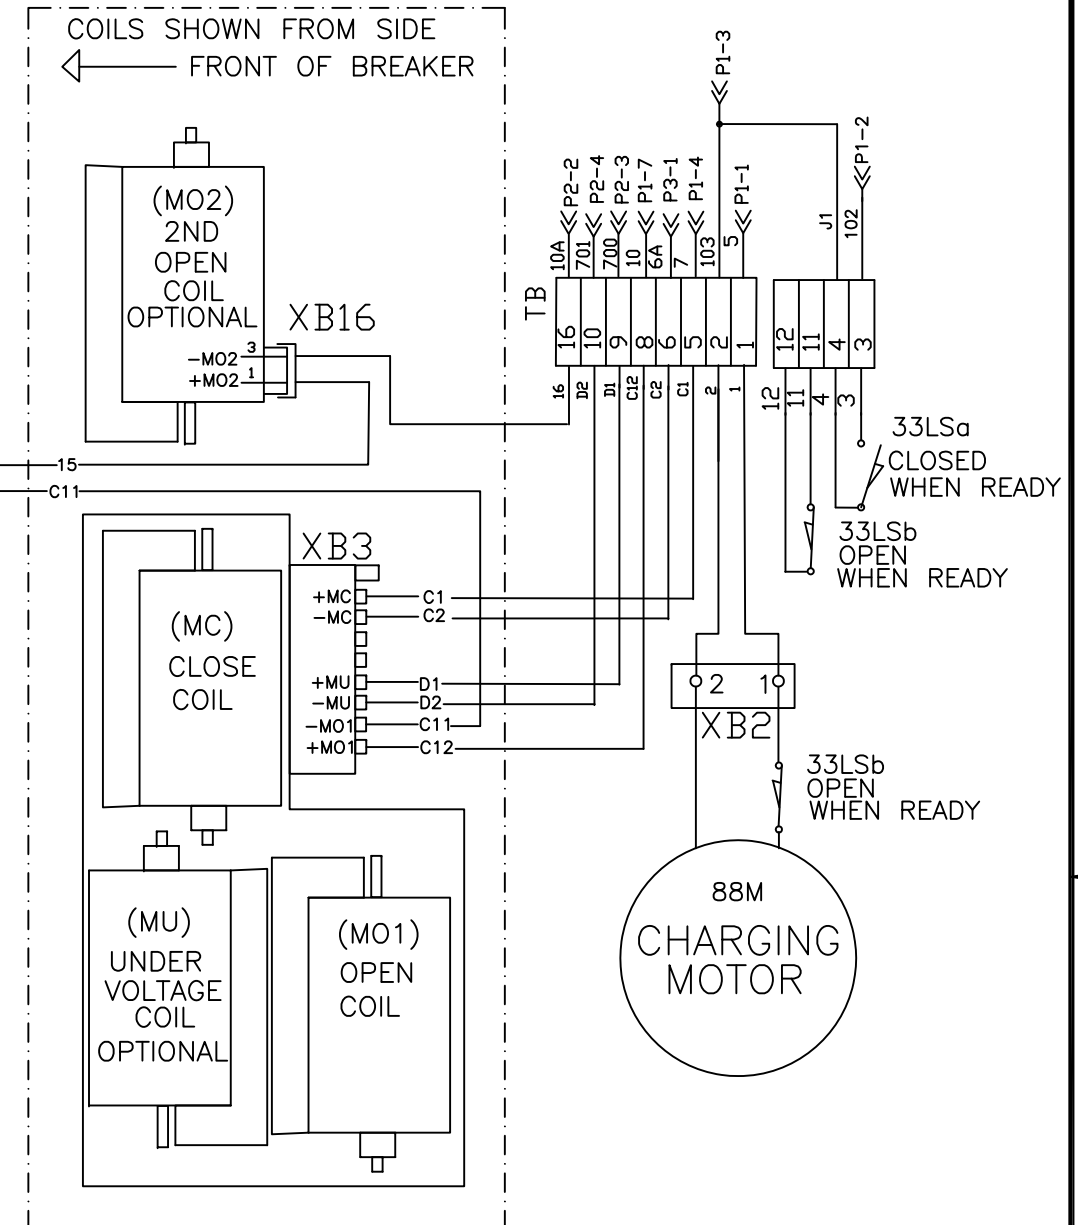 COILS SHOWN FROM SIDE
FRONT OF BREAKER
(MO2)
2ND
OPEN
COIL
OPTIONAL
XB16
-MO2 3
+MO2 1
15
C11
P1-3
P2-2
P2-4
P2-3
P1-7
P3-1
P1-4
P1-1
P1-2
10A
701
700
10
6A
7
103
5
J1
102
TB
16
10
9
8
6
5
2
1
12
11
4
3
16
D2
D1
C12
C2
C1
2
1
12
11
4
3
33LSa
CLOSED
WHEN READY
33LSb
OPEN
WHEN READY
XB3
+MC C1
-MC C2
+MU D1
-MU D2
-MO1 C11
+MO1 C12
(MC)
CLOSE
COIL
2 1
XB2
33LSb
OPEN
WHEN READY
88M
CHARGING
MOTOR
(MU)
UNDER
VOLTAGE
COIL
OPTIONAL
(MO1)
OPEN
COIL